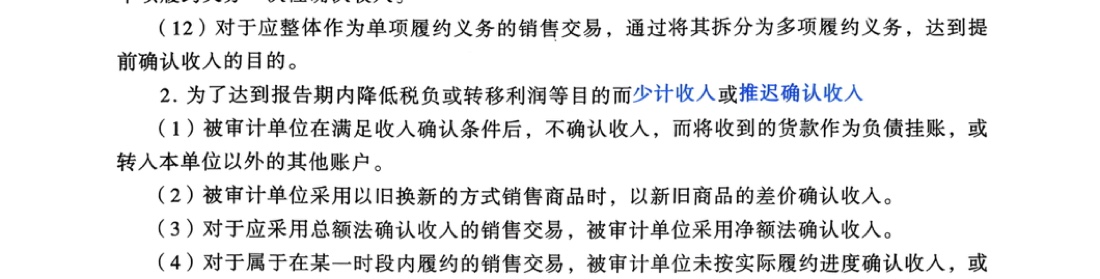 （12）对于应整体作为单项履约义务的销售交易，通过将其拆分为多项履约义务，达到提
前确认收入的目的。
2. 为了达到报告期内降低税负或转移利润等目的而少计收入或推迟确认收入
（1）被审计单位在满足收入确认条件后，不确认收入，而将收到的货款作为负债挂账，或
转入本单位以外的其他账户。
（2）被审计单位采用以旧换新的方式销售商品时，以新旧商品的差价确认收入。
（3）对于应采用总额法确认收入的销售交易，被审计单位采用净额法确认收入。
（4）对于属于在某一时段内履约的销售交易，被审计单位未按实际履约进度确认收入，或